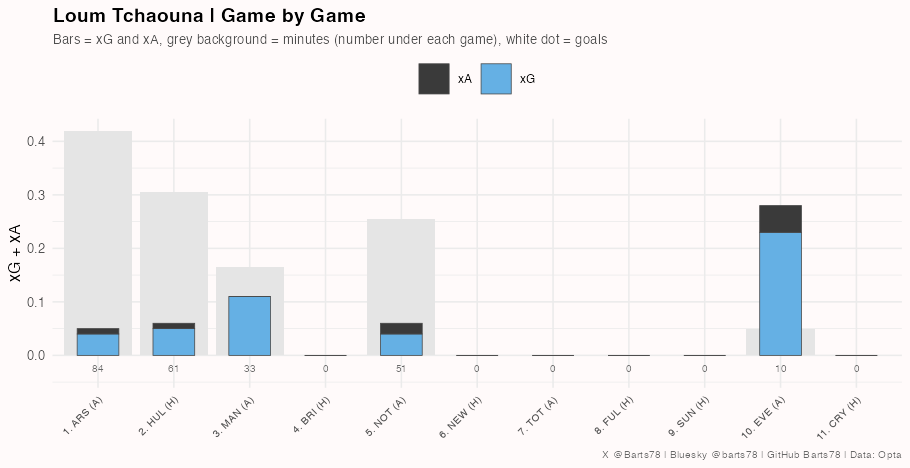 Loum Tchaouna | Game by Game
Bars = xG and xA, grey background = minutes (number under each game), white dot = goals
xA xG
xG + xA
0.4
0.3
0.2
0.1
0.0
84 61 33 0 51 0 0 0 0 10 0
1. ARS (A) 2. HUL (H) 3. MAN (A) 4. BRI (H) 5. NOT (A) 6. NEW (H) 7. TOT (A) 8. FUL (H) 9. SUN (H) 10. EVE (A) 11. CRY (H)
X @Barts78 | Bluesky @barts78 | GitHub Barts78 | Data: Opta